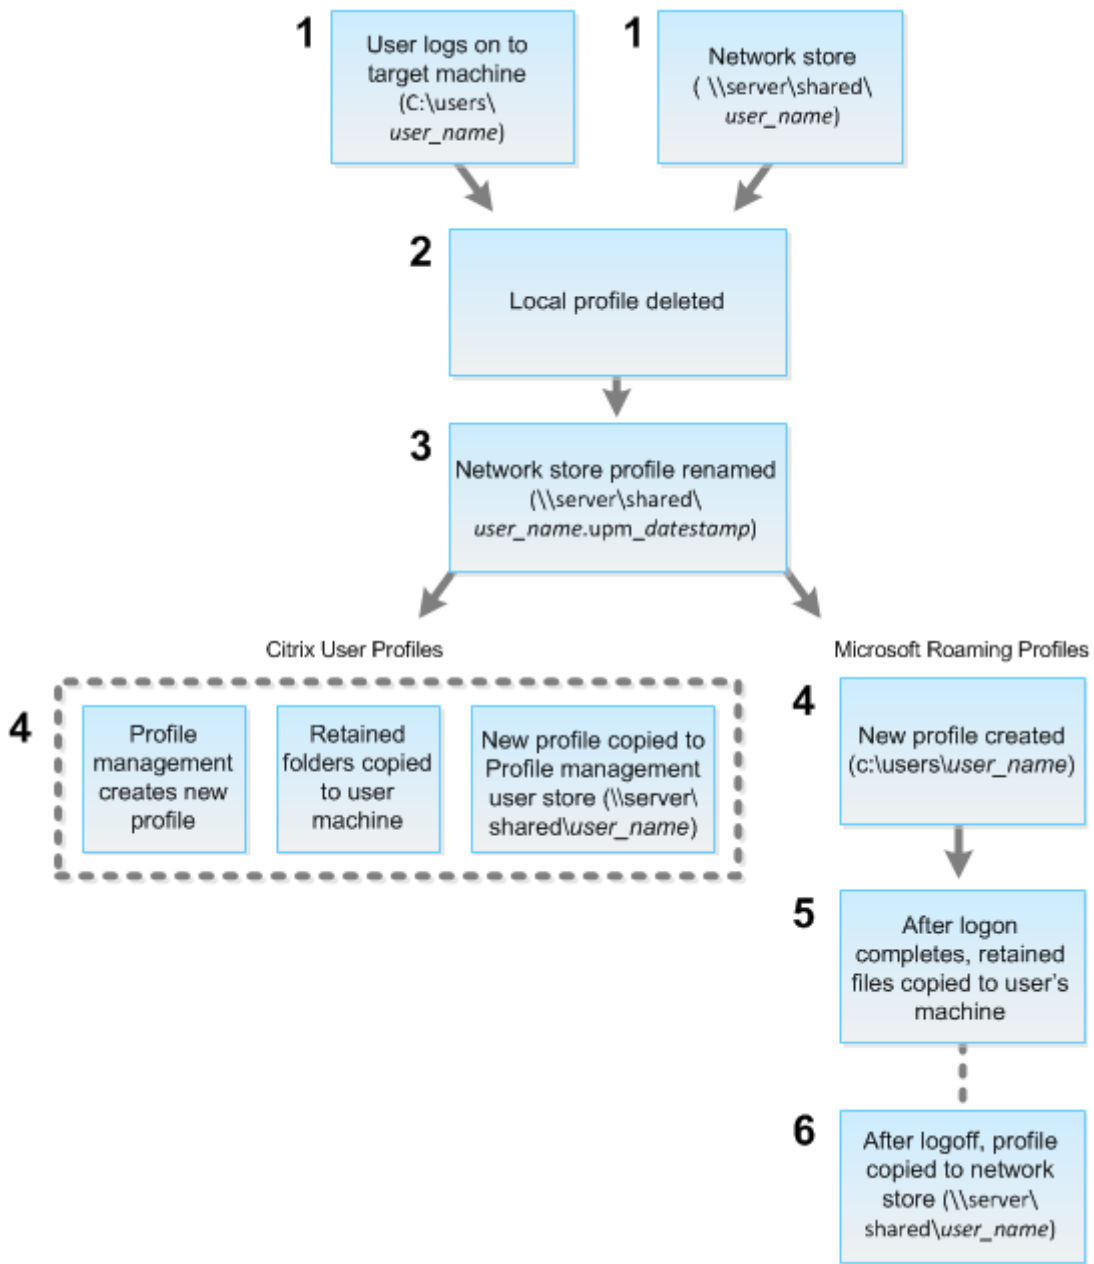 1
User logs on to
target machine
(C:\users\
user_name)
1
Network store
( \\server\shared\
user_name)
2
Local profile deleted
3
Network store profile renamed
(\\server\shared\
user_name.upm_datestamp)
Citrix User Profiles
4
Profile
management
creates new
profile
Retained
folders copied
to user
machine
New profile copied to
Profile management
user store (\\server\
shared\user_name)
Microsoft Roaming Profiles
4
New profile created
(c:\users\user_name)
5
After logon
completes, retained
files copied to user's
machine
6
After logoff, profile
copied to network
store (\\server\
shared\user_name)